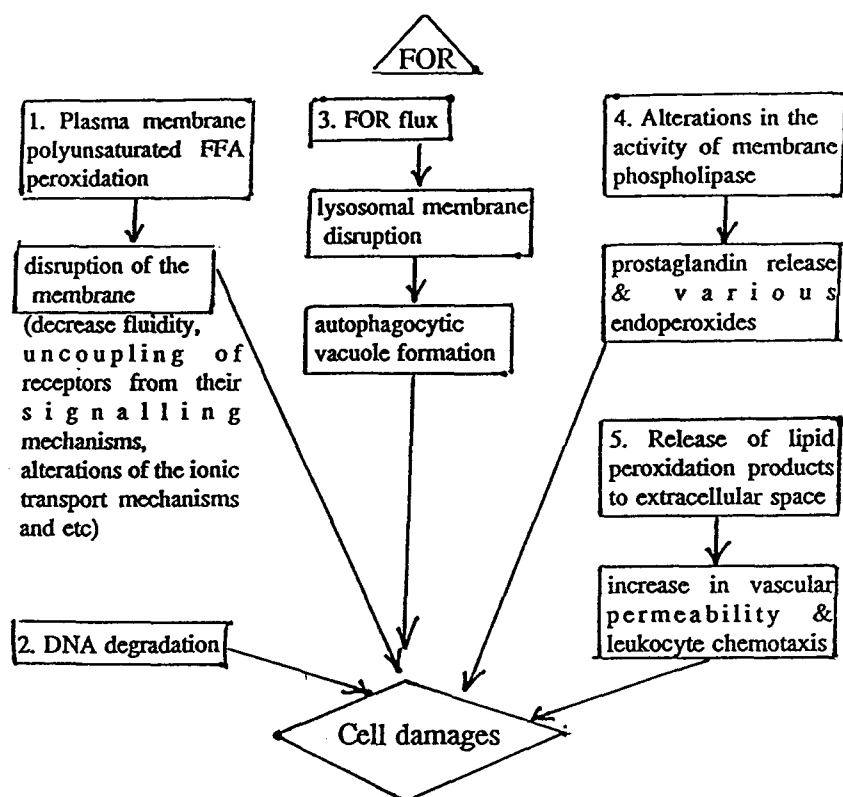 FOR
1. Plasma membrane
polyunsaturated FFA
peroxidation
disruption of the
membrane
(decrease fluidity,
uncoupling of
receptors from their
signalling
mechanisms,
alterations of the ionic
transport mechanisms
and etc)
2. DNA degradation
3. FOR flux
lysosomal membrane
disruption
autophagocytic
vacuole formation
4. Alterations in the
activity of membrane
phospholipase
prostaglandin release
& various
endoperoxides
5. Release of lipid
peroxidation products
to extracellular space
increase in vascular
permeability &
leukocyte chemotaxis
Cell damages